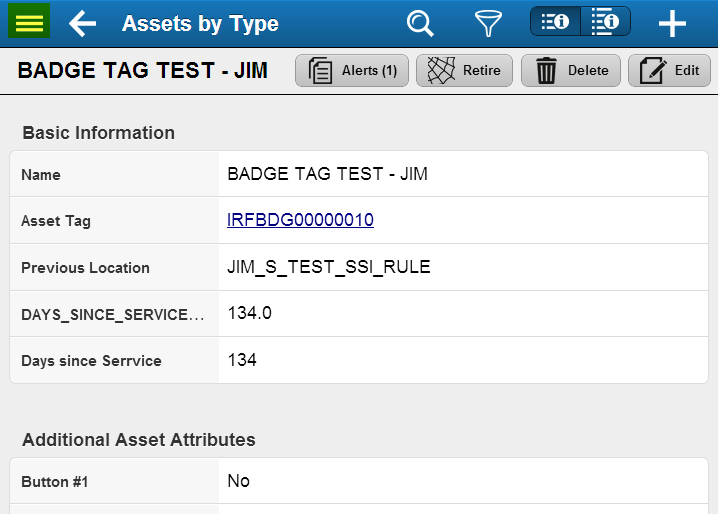 Assets by Type
BADGE TAG TEST - JIM
Alerts (1)
Retire
Delete
Edit
Basic Information
Name BADGE TAG TEST - JIM
Asset Tag IRFBDG00000010
Previous Location JIM_S_TEST_SSI_RULE
DAYS_SINCE_SERVICE... 134.0
Days since Serrvice 134
Additional Asset Attributes
Button #1 No